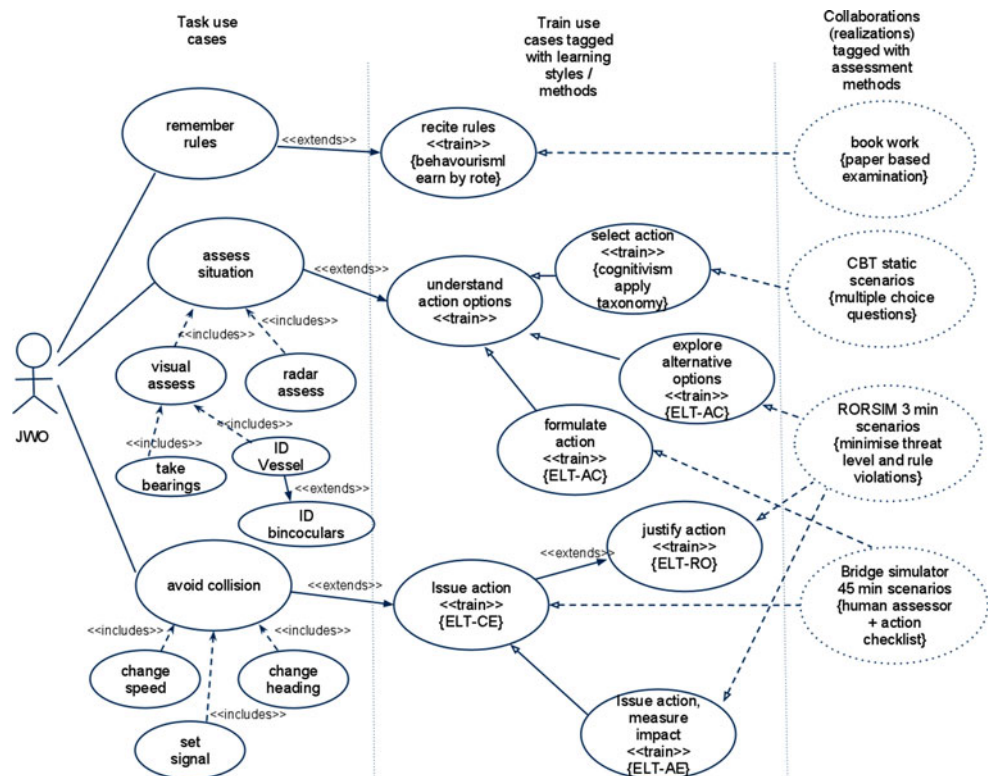 Task use
cases
Train use
cases tagged
with learning
styles /
methods
Collaborations
(realizations)
tagged with
assessment
methods
remember
rules
<<extends>>
recite rules
<<train>>
{behavourisml
earn by rote}
book work
{paper based
examination}
assess
situation
<<extends>>
understand
action options
<<train>>
select action
<<train>>
{cognitivism
apply
taxonomy}
CBT static
scenarios
{multiple choice
questions}
<<includes>>
<<includes>>
visual
assess
radar
assess
explore
alternative
options
<<train>>
{ELT-AC}
JWO
<<includes>>
<<includes>>
take
bearings
ID
Vessel
<<extends>>
ID
bincoculars
formulate
action
<<train>>
{ELT-AC}
RORSIM 3 min
scenarios
{minimise threat
level and rule
violations}
justify action
<<train>>
{ELT-RO}
<<extends>>
avoid collision
<<extends>>
Issue action
<<train>>
{ELT-CE}
Bridge simulator
45 min scenarios
{human assessor
+ action
checklist}
<<includes>>
<<includes>>
change
speed
change
heading
<<includes>>
set
signal
Issue action,
measure
impact
<<train>>
{ELT-AE}